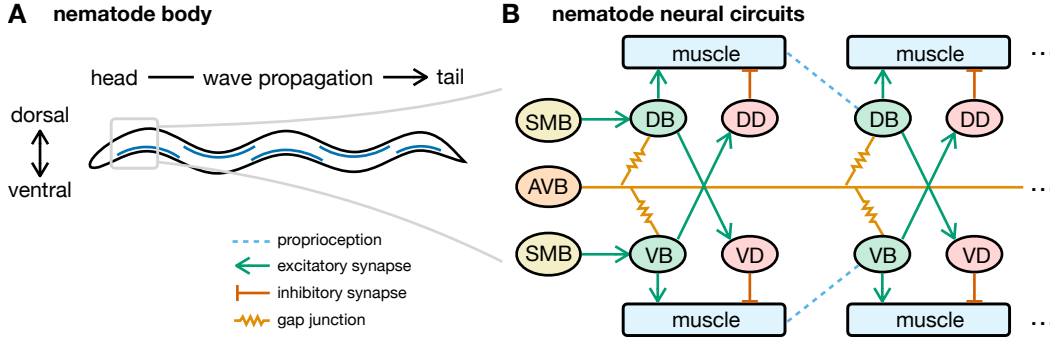 A nematode body
head wave propagation tail
dorsal
ventral
proprioception
excitatory synapse
inhibitory synapse
gap junction
B nematode neural circuits
muscle muscle ...
SMB DB DD DB DD
AVB ...
SMB VB VD VB VD
muscle muscle ...